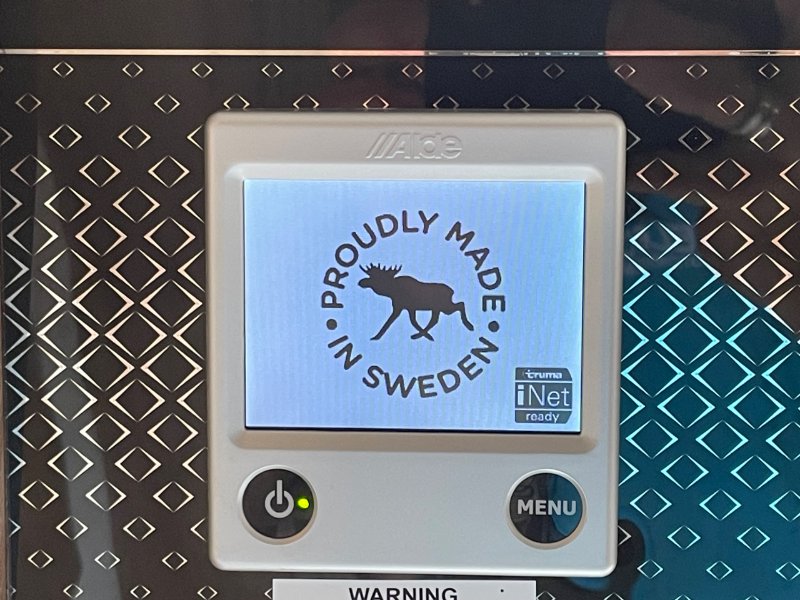 Alde
PROUDLY MADE
IN SWEDEN
truma
iNet
ready
MENU
WARNING